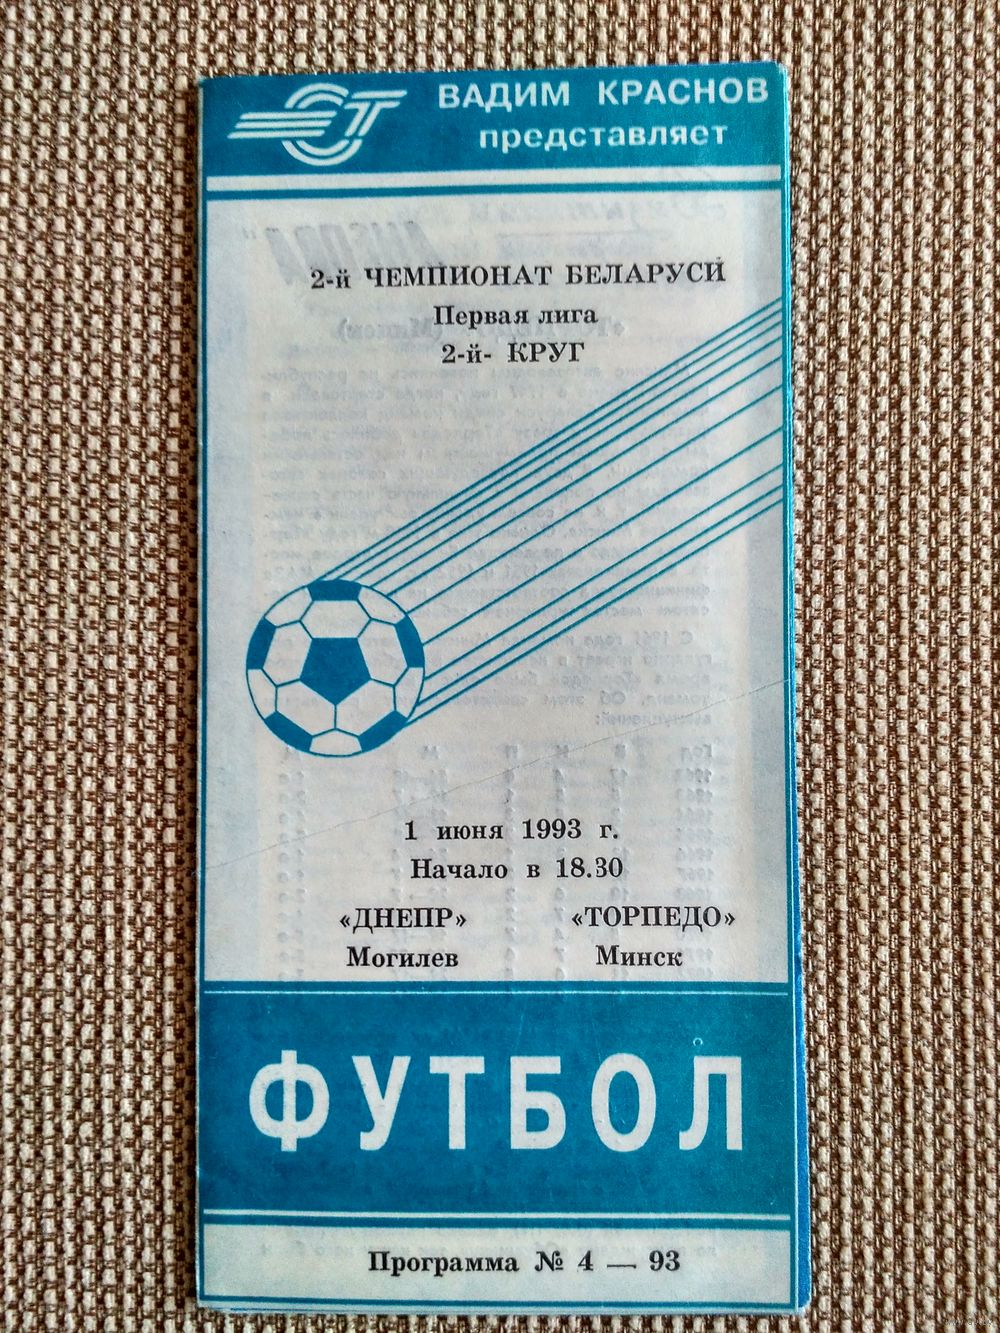 СТ
ВАДИМ КРАСНОВ
представляет
2-й ЧЕМПИОНАТ БЕЛАРУСИ
Первая лига
2-й- КРУГ
1 июня 1993 г.
Начало в 18.30
«ДНЕПР» «ТОРПЕДО»
Могилев Минск
ФУТБОЛ
Программа № 4 — 93